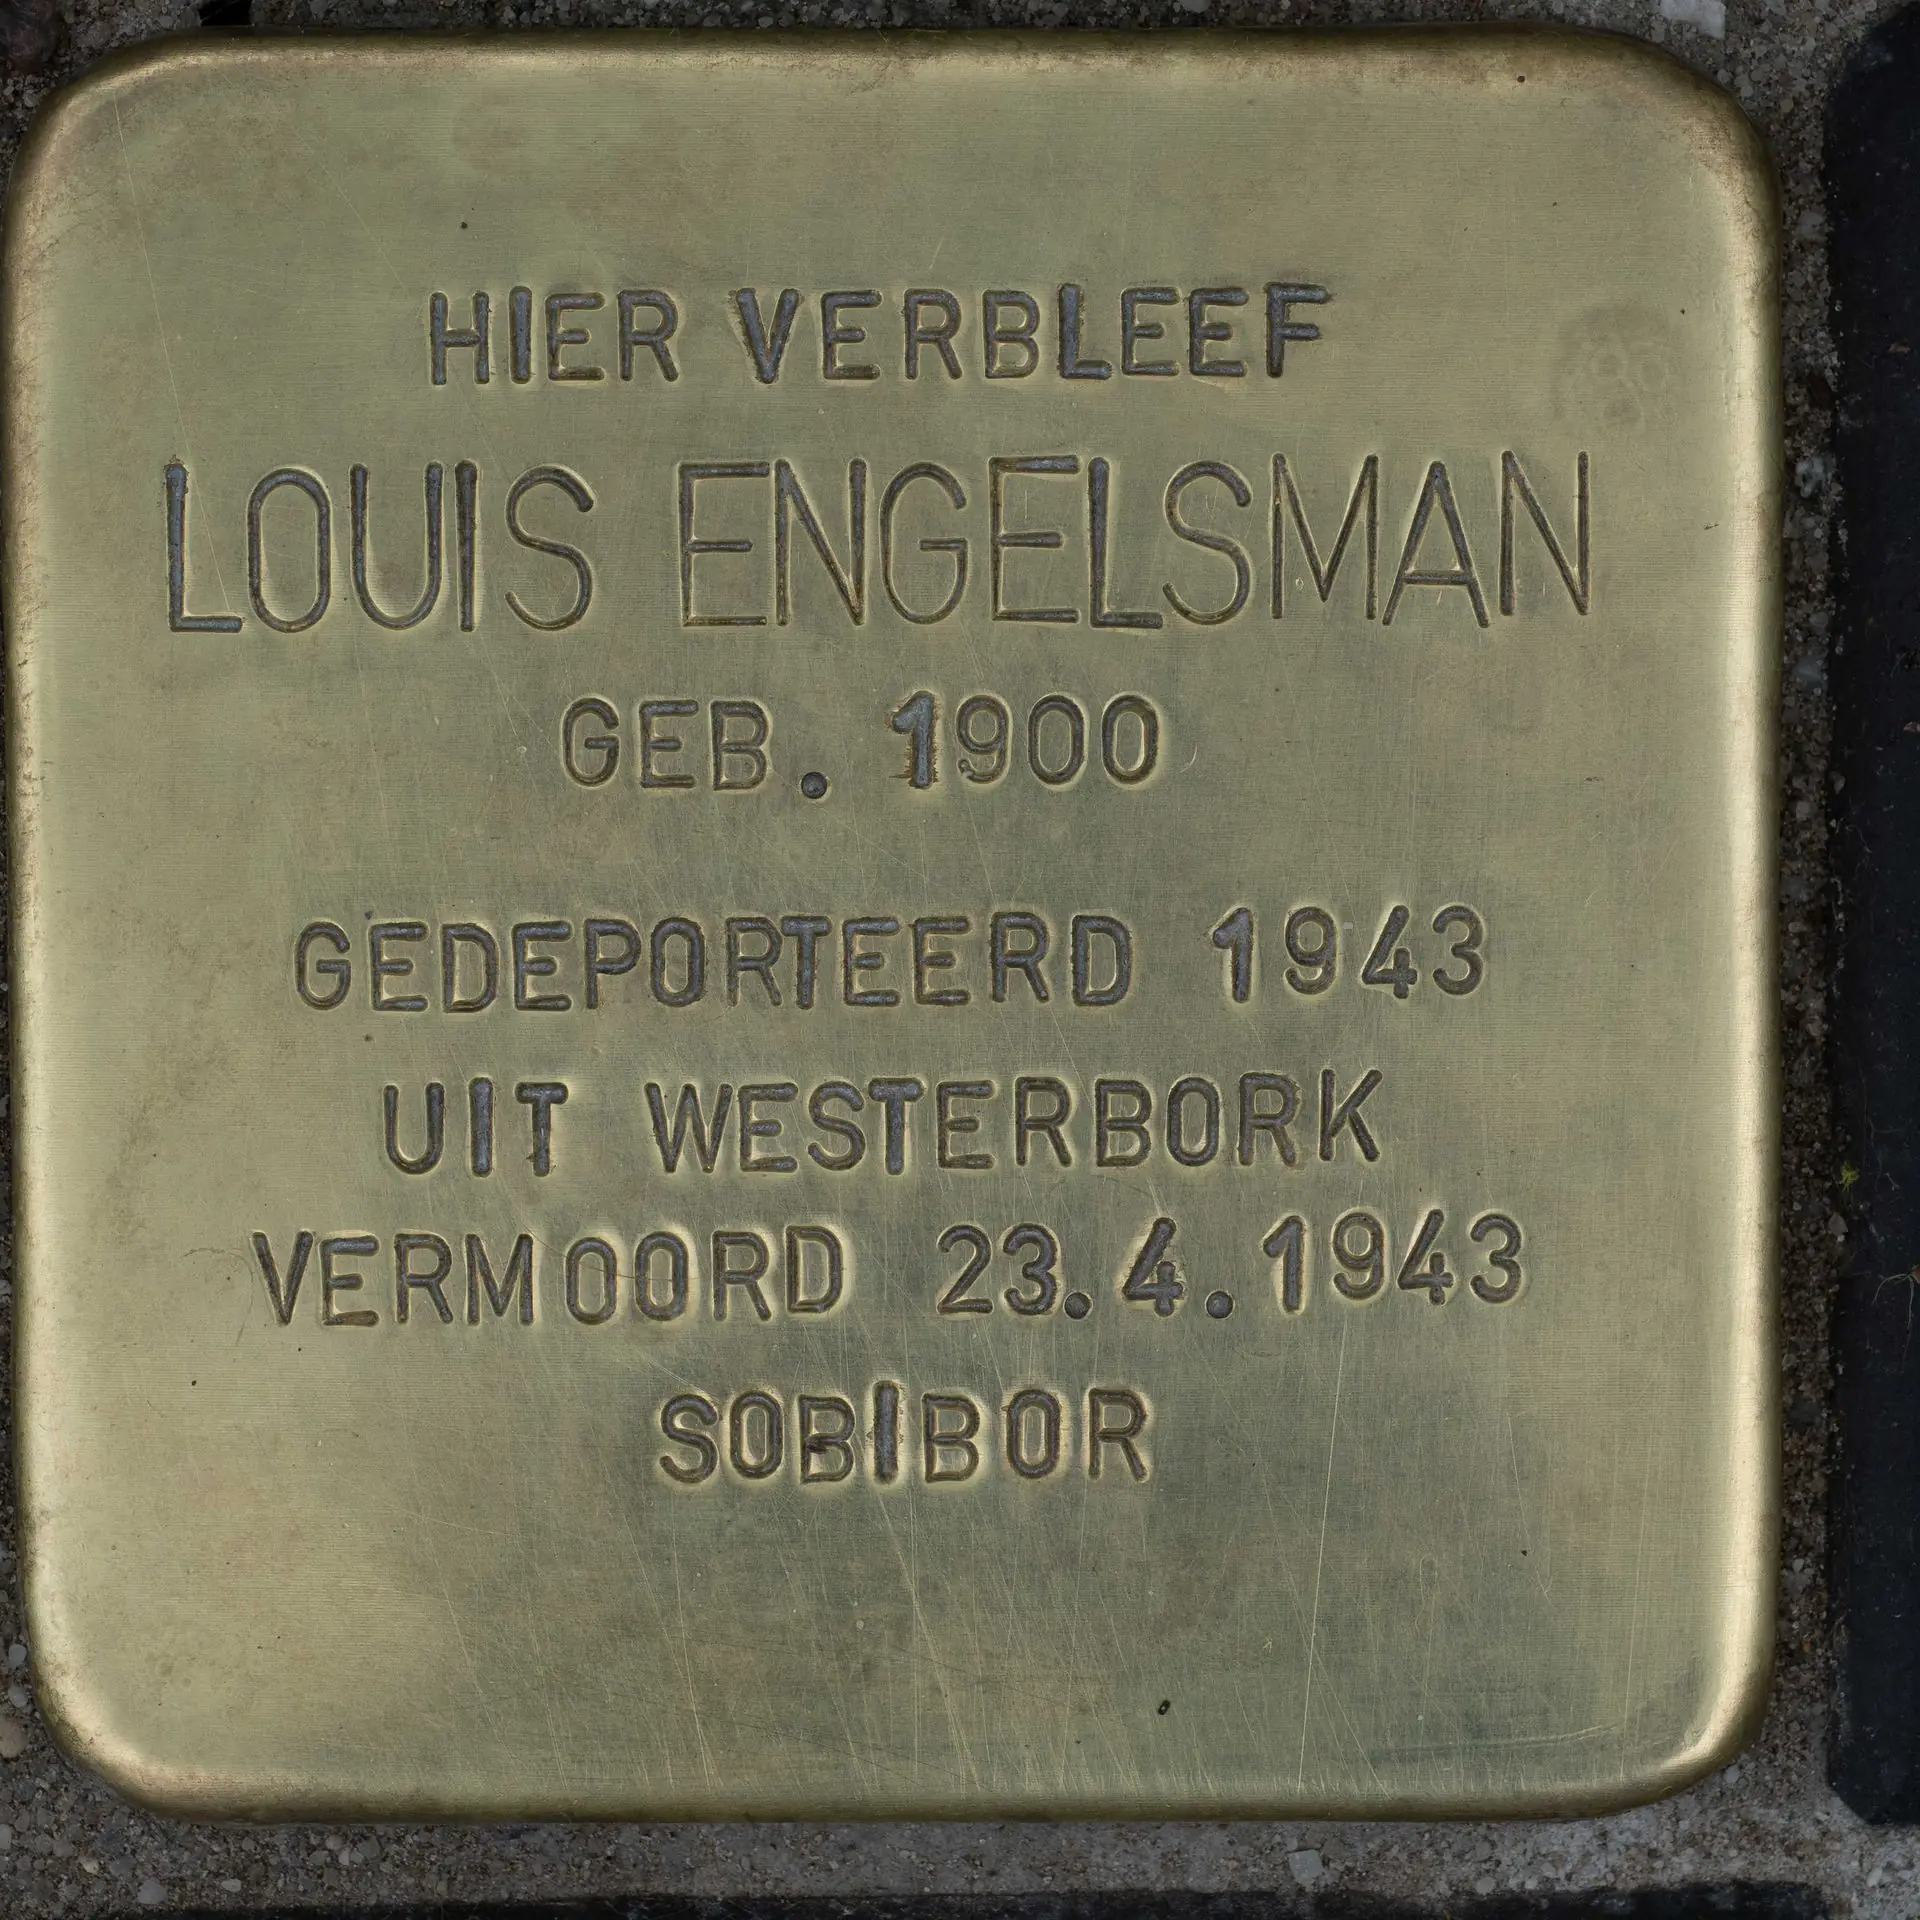 HIER VERBLEEF
LOUIS ENGELSMAN
GEB. 1900
GEDEPORTEERD 1943
UIT WESTERBORK
VERMOORD 23.4.1943
SOBIBOR